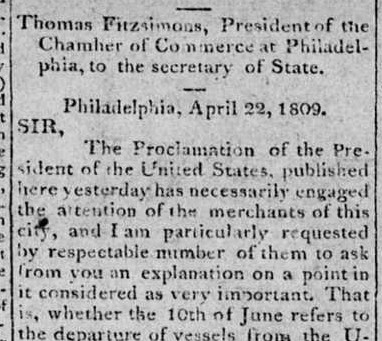 Thomas Fitzsimons, President of the
Chamber of Commerce at Philadel-
phia, to the secretary of State.
Philadelphia, April 22, 1809.
SIR,
The Proclamation of the Pre-
sident of the United States, published
here yesterday has necessarily engaged
the attention of the merchants of this
city, and I am particularly requested
by respectable number of them to ask
from you an explanation on a point in
it considered as very important. That
is, whether the 10th of June refers to
the departure of vessels from the U-